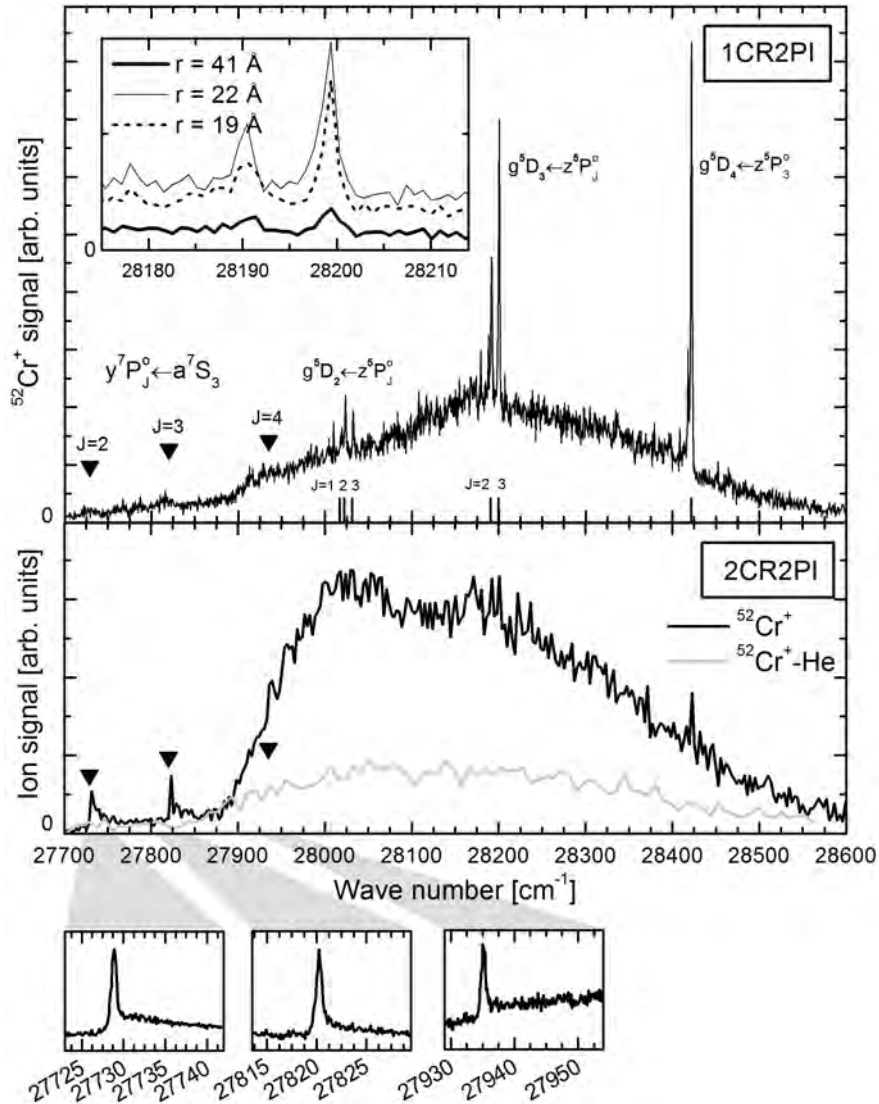 1CR2PI
r = 41 Å
r = 22 Å
r = 19 Å
0
28180 28190 28200 28210
g⁵D₃←z⁵P°_J
g⁵D₄←z⁵P°₃
⁵²Cr⁺ signal [arb. units]
y⁷P°_J←a⁷S₃
g⁵D₂←z⁵P°_J
J=2
J=3
J=4
J=1 2 3
J=2 3
0
2CR2PI
⁵²Cr⁺
⁵²Cr⁺-He
Ion signal [arb. units]
0
27700 27800 27900 28000 28100 28200 28300 28400 28500 28600
Wave number [cm⁻¹]
27725 27730 27735 27740
27815 27820 27825
27930 27940 27950